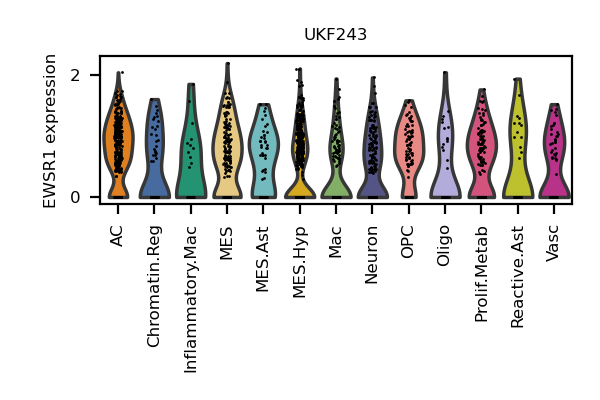 UKF243
EWSR1 expression
2
0
AC
Chromatin.Reg
Inflammatory.Mac
MES
MES.Ast
MES.Hyp
Mac
Neuron
OPC
Oligo
Prolif.Metab
Reactive.Ast
Vasc